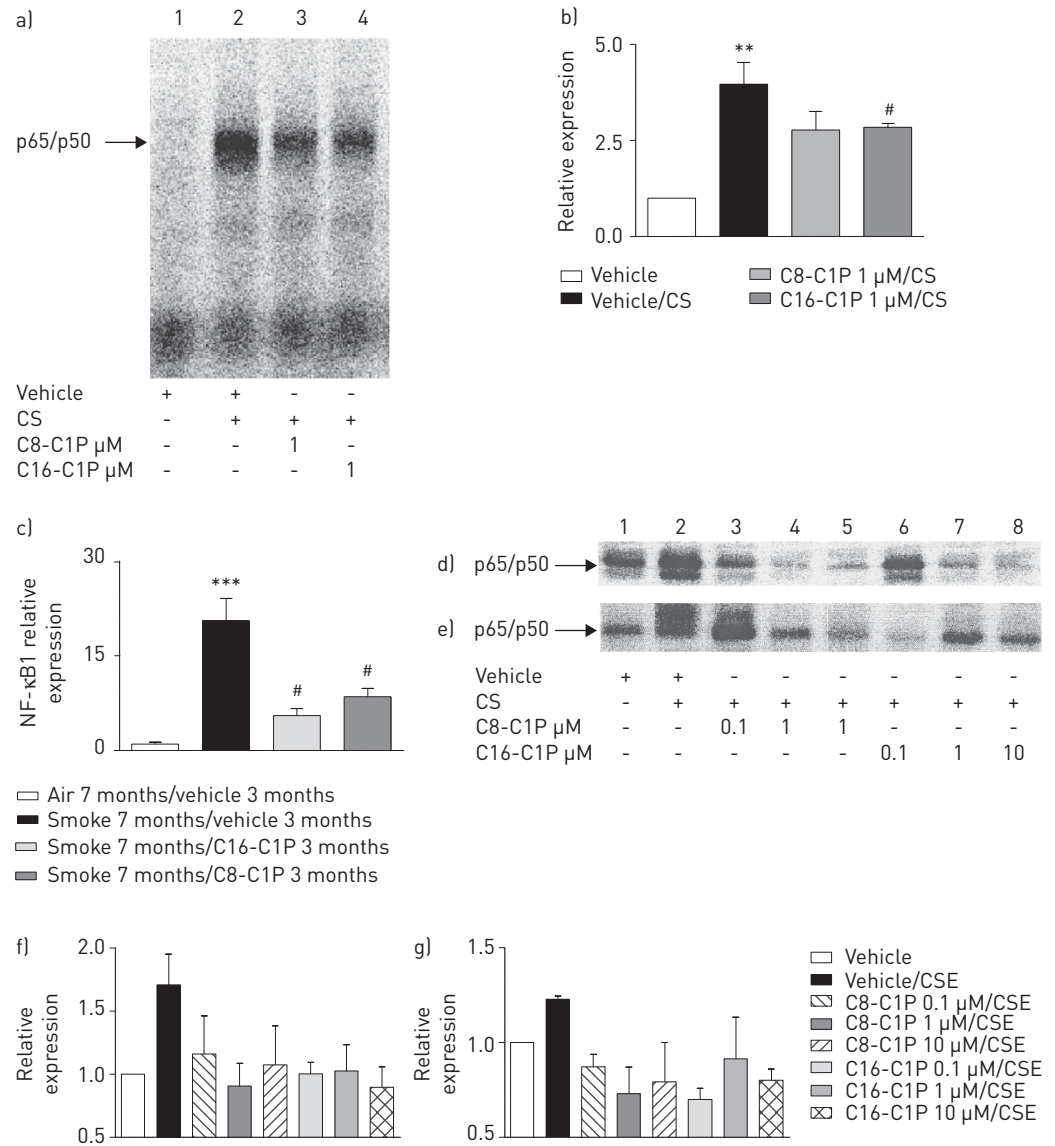 a)
1 2 3 4
p65/p50
Vehicle + + - -
CS - + + +
C8-C1P µM - - 1 -
C16-C1P µM - - - 1
b)
Relative expression
5.0
2.5
0.0
**
#
Vehicle
Vehicle/CS
C8-C1P 1 µM/CS
C16-C1P 1 µM/CS
c)
NF-κB1 relative
expression
30
15
0
***
#
#
Air 7 months/vehicle 3 months
Smoke 7 months/vehicle 3 months
Smoke 7 months/C16-C1P 3 months
Smoke 7 months/C8-C1P 3 months
1 2 3 4 5 6 7 8
d) p65/p50
e) p65/p50
Vehicle + + - - - - - -
CS - + + + + + + +
C8-C1P µM - - 0.1 1 1 - - -
C16-C1P µM - - - - - 0.1 1 10
f)
Relative
expression
2.0
1.5
1.0
0.5
g)
Relative
expression
1.5
1.0
0.5
Vehicle
Vehicle/CSE
C8-C1P 0.1 µM/CSE
C8-C1P 1 µM/CSE
C8-C1P 10 µM/CSE
C16-C1P 0.1 µM/CSE
C16-C1P 1 µM/CSE
C16-C1P 10 µM/CSE